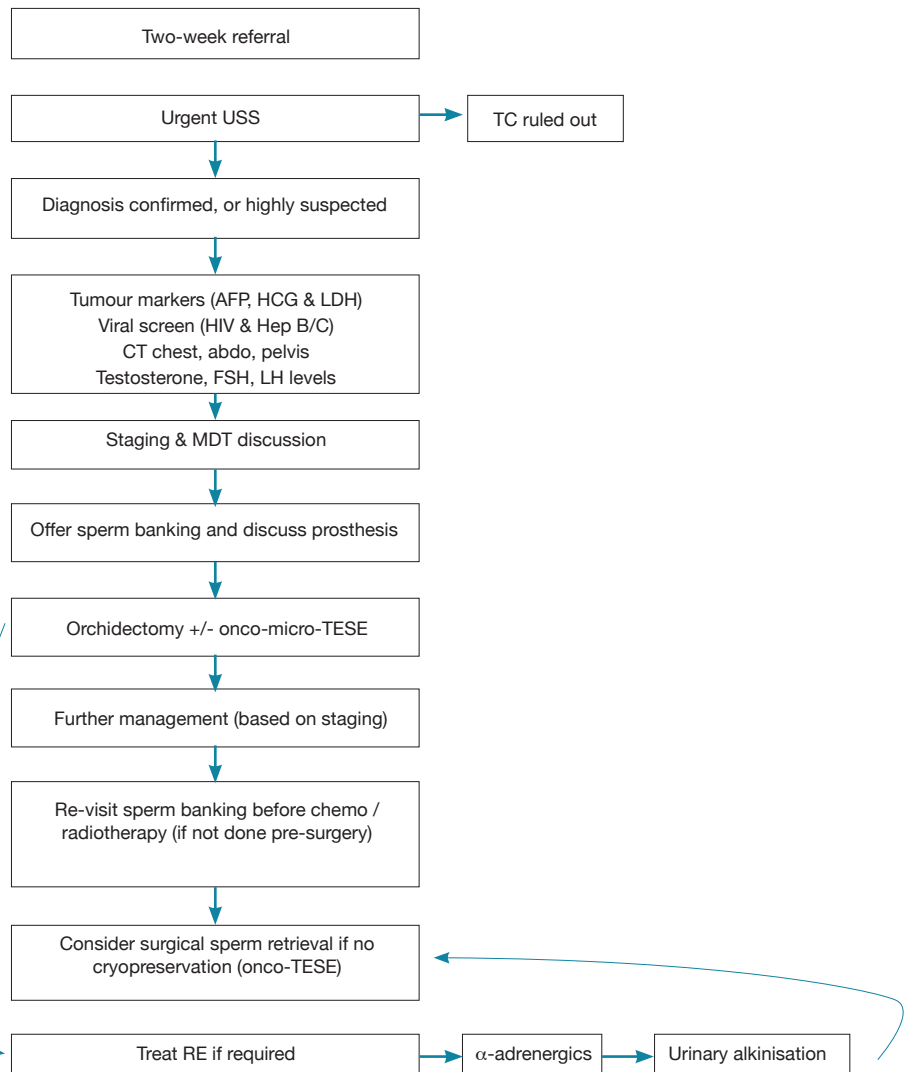 Two-week referral
Urgent USS
TC ruled out
Diagnosis confirmed, or highly suspected
Tumour markers (AFP, HCG & LDH)
Viral screen (HIV & Hep B/C)
CT chest, abdo, pelvis
Testosterone, FSH, LH levels
Staging & MDT discussion
Offer sperm banking and discuss prosthesis
Orchidectomy +/- onco-micro-TESE
Further management (based on staging)
Re-visit sperm banking before chemo /
radiotherapy (if not done pre-surgery)
Consider surgical sperm retrieval if no
cryopreservation (onco-TESE)
Treat RE if required
α-adrenergics
Urinary alkinisation